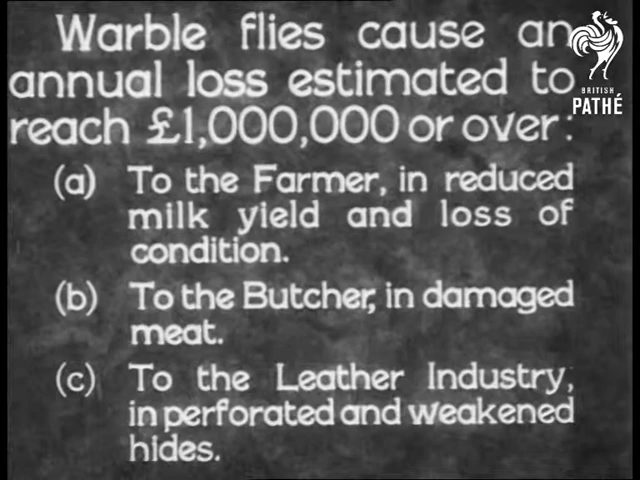 Warble flies cause an
annual loss estimated to
reach £1,000,000 or over:
(a) To the Farmer, in reduced
milk yield and loss of
condition.
(b) To the Butcher, in damaged
meat.
(c) To the Leather Industry,
in perforated and weakened
hides.
BRITISH
PATHÉ